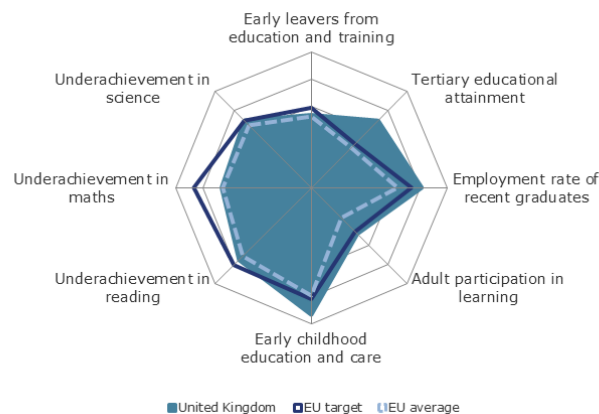 Early leavers from
education and training
Tertiary educational
attainment
Employment rate of
recent graduates
Adult participation in
learning
Early childhood
education and care
Underachievement in
reading
Underachievement in
maths
Underachievement in
science
United Kingdom
EU target
EU average